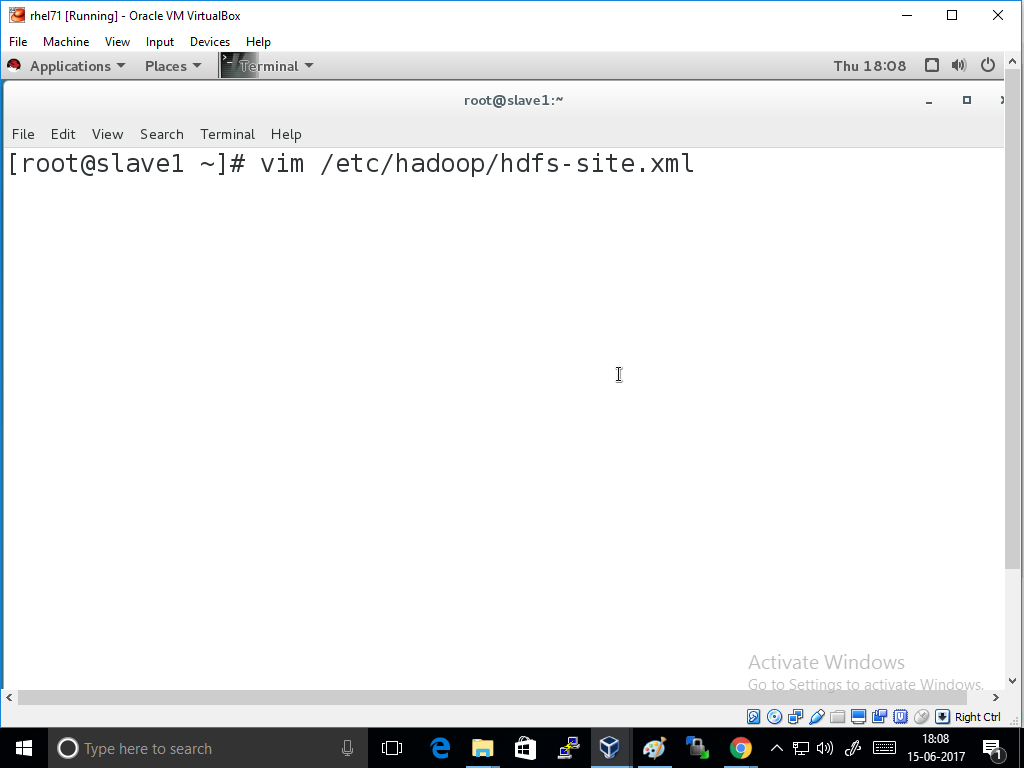 rhel71 [Running] - Oracle VM VirtualBox
File Machine View Input Devices Help
Applications Places Terminal Thu 18:08
root@slave1:~
File Edit View Search Terminal Help
[root@slave1 ~]# vim /etc/hadoop/hdfs-site.xml
Activate Windows
Go to Settings to activate Windows.
Right Ctrl
Type here to search
18:08
15-06-2017
1